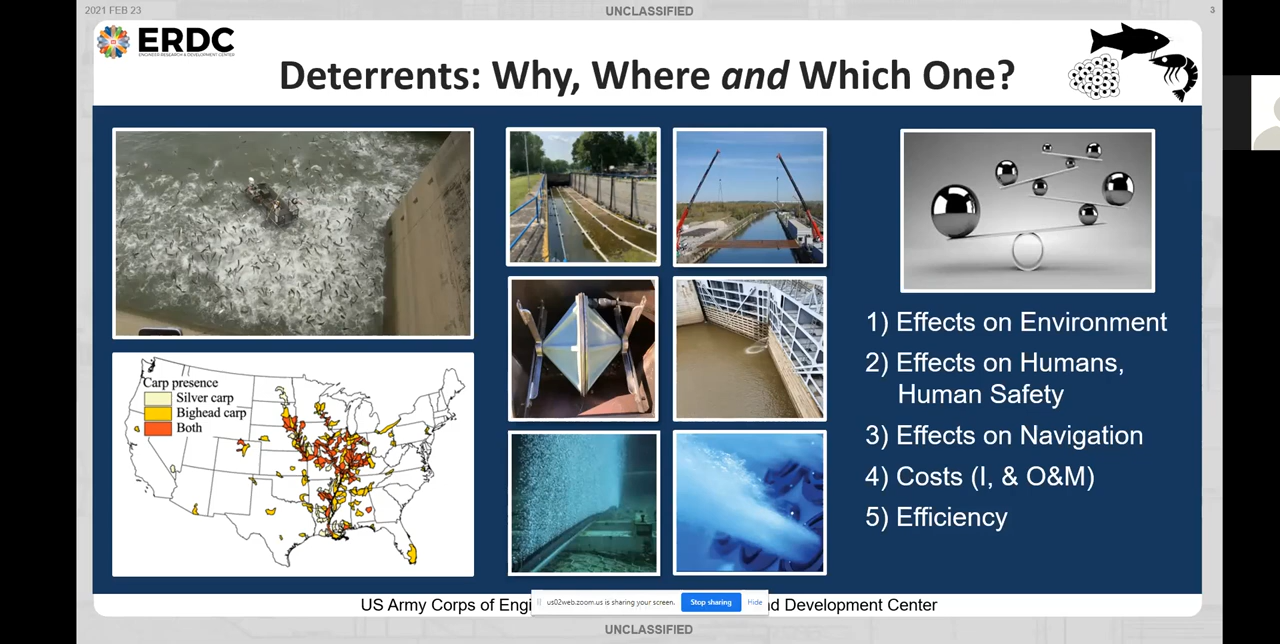 2021 FEB 23
UNCLASSIFIED
3
ERDC
ENGINEER RESEARCH & DEVELOPMENT CENTER
Deterrents: Why, Where and Which One?
Carp presence
Silver carp
Bighead carp
Both
1) Effects on Environment
2) Effects on Humans,
Human Safety
3) Effects on Navigation
4) Costs (I, & O&M)
5) Efficiency
US Army Corps of Engi
us02web.zoom.us is sharing your screen.
Stop sharing
Hide
d Development Center
UNCLASSIFIED